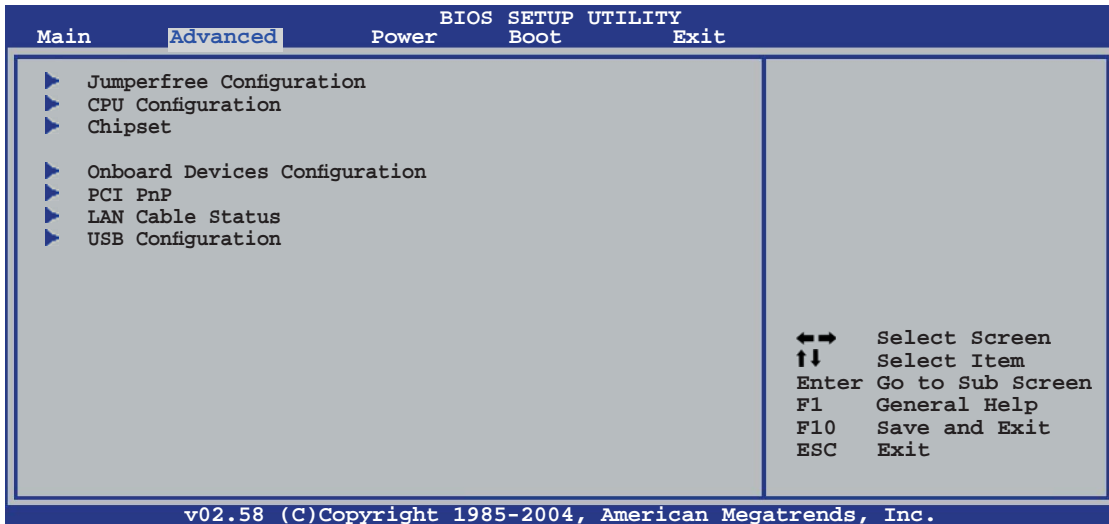 BIOS SETUP UTILITY
Main Advanced Power Boot Exit
Jumperfree Configuration
CPU Configuration
Chipset
Onboard Devices Configuration
PCI PnP
LAN Cable Status
USB Configuration
←→ Select Screen
↑↓ Select Item
Enter Go to Sub Screen
F1 General Help
F10 Save and Exit
ESC Exit
v02.58 (C)Copyright 1985-2004, American Megatrends, Inc.